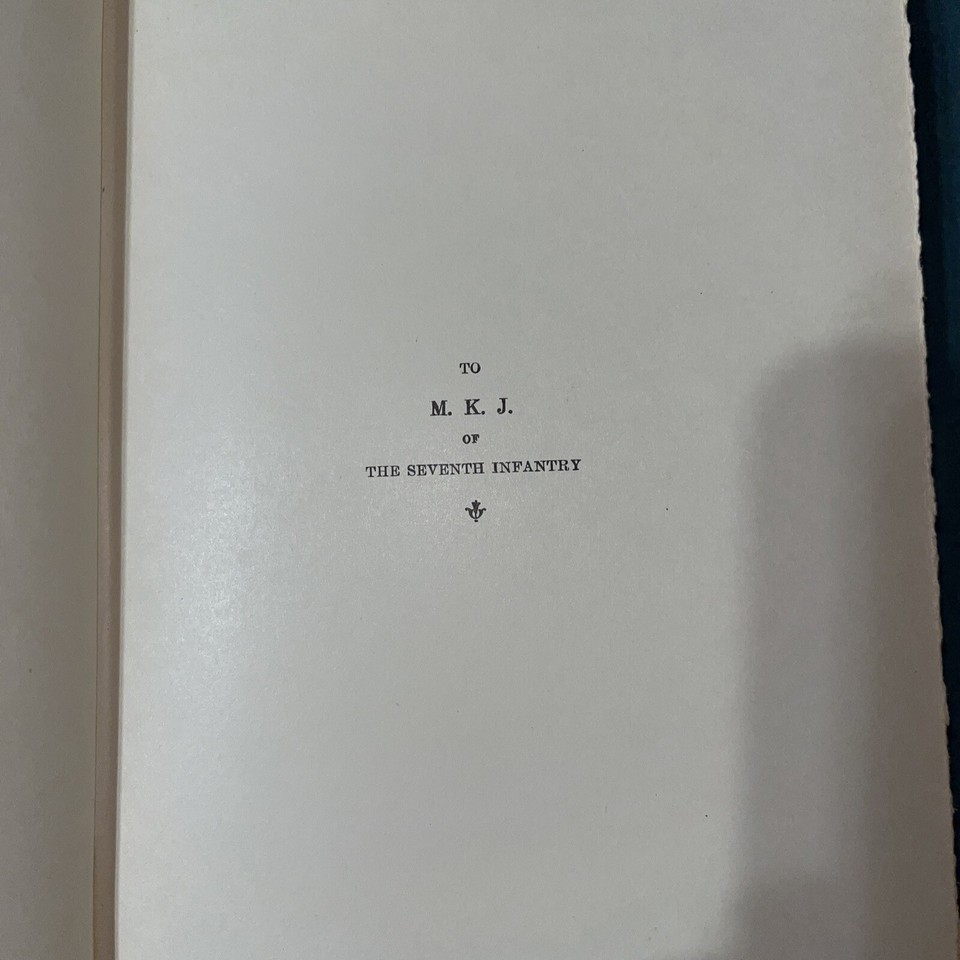 TO
M. K. J.
OF
THE SEVENTH INFANTRY